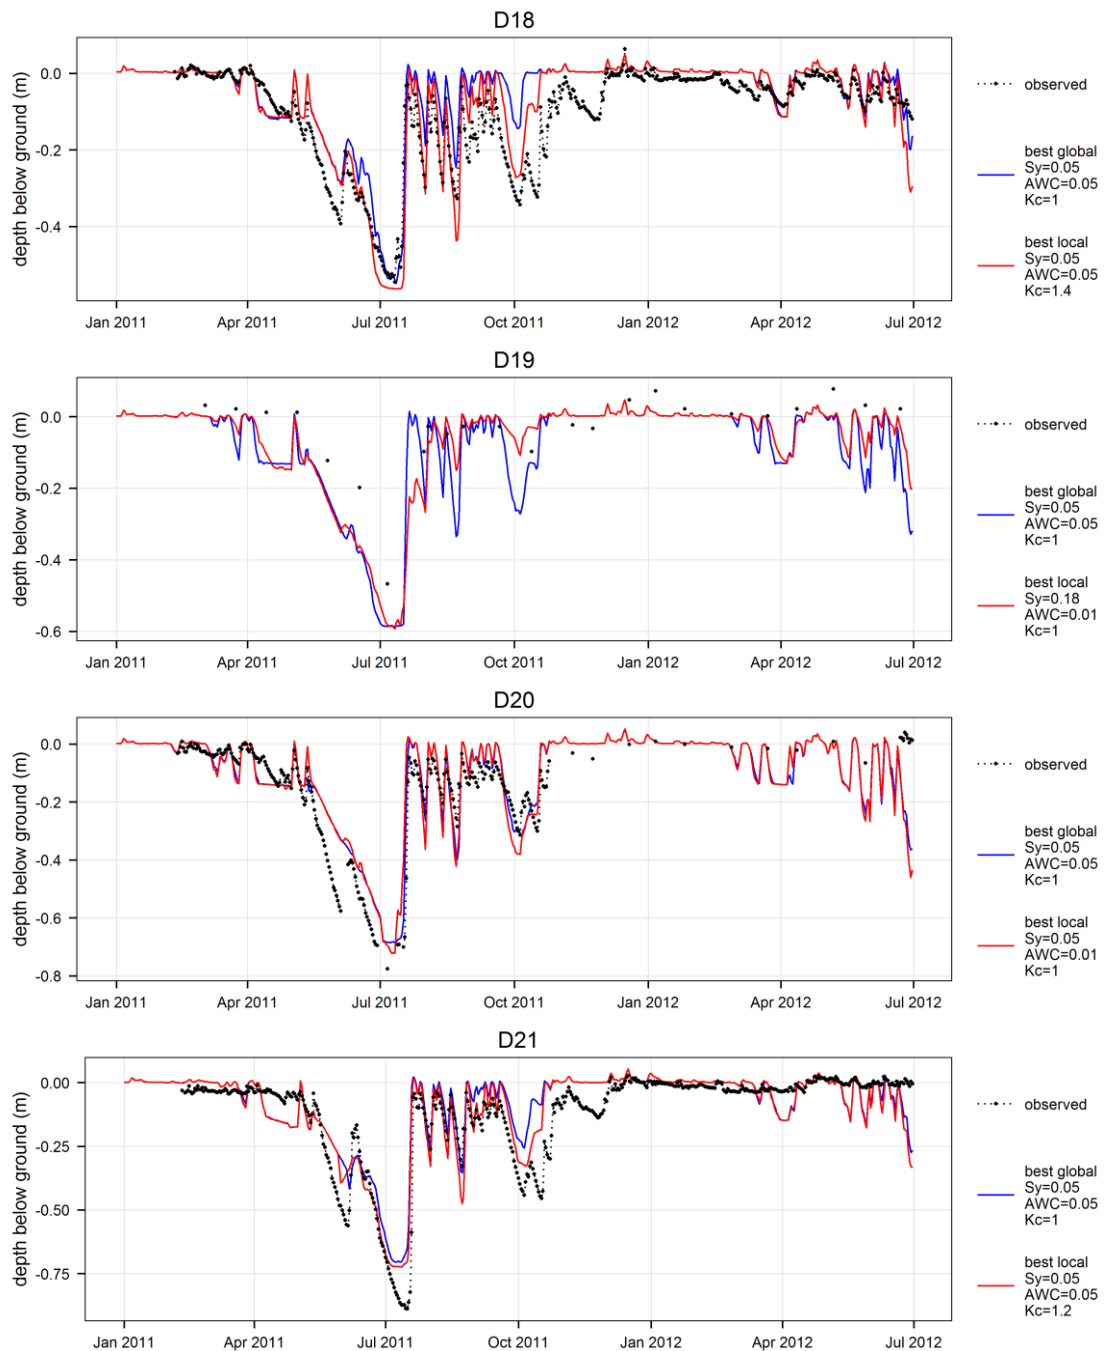 D18
depth below ground (m)
0.0
-0.2
-0.4
Jan 2011
Apr 2011
Jul 2011
Oct 2011
Jan 2012
Apr 2012
Jul 2012
observed
best global
Sy=0.05
AWC=0.05
Kc=1
best local
Sy=0.05
AWC=0.05
Kc=1.4
D19
depth below ground (m)
0.0
-0.2
-0.4
-0.6
Jan 2011
Apr 2011
Jul 2011
Oct 2011
Jan 2012
Apr 2012
Jul 2012
observed
best global
Sy=0.05
AWC=0.05
Kc=1
best local
Sy=0.18
AWC=0.01
Kc=1
D20
depth below ground (m)
0.0
-0.2
-0.4
-0.6
-0.8
Jan 2011
Apr 2011
Jul 2011
Oct 2011
Jan 2012
Apr 2012
Jul 2012
observed
best global
Sy=0.05
AWC=0.05
Kc=1
best local
Sy=0.05
AWC=0.01
Kc=1
D21
depth below ground (m)
0.00
-0.25
-0.50
-0.75
Jan 2011
Apr 2011
Jul 2011
Oct 2011
Jan 2012
Apr 2012
Jul 2012
observed
best global
Sy=0.05
AWC=0.05
Kc=1
best local
Sy=0.05
AWC=0.05
Kc=1.2